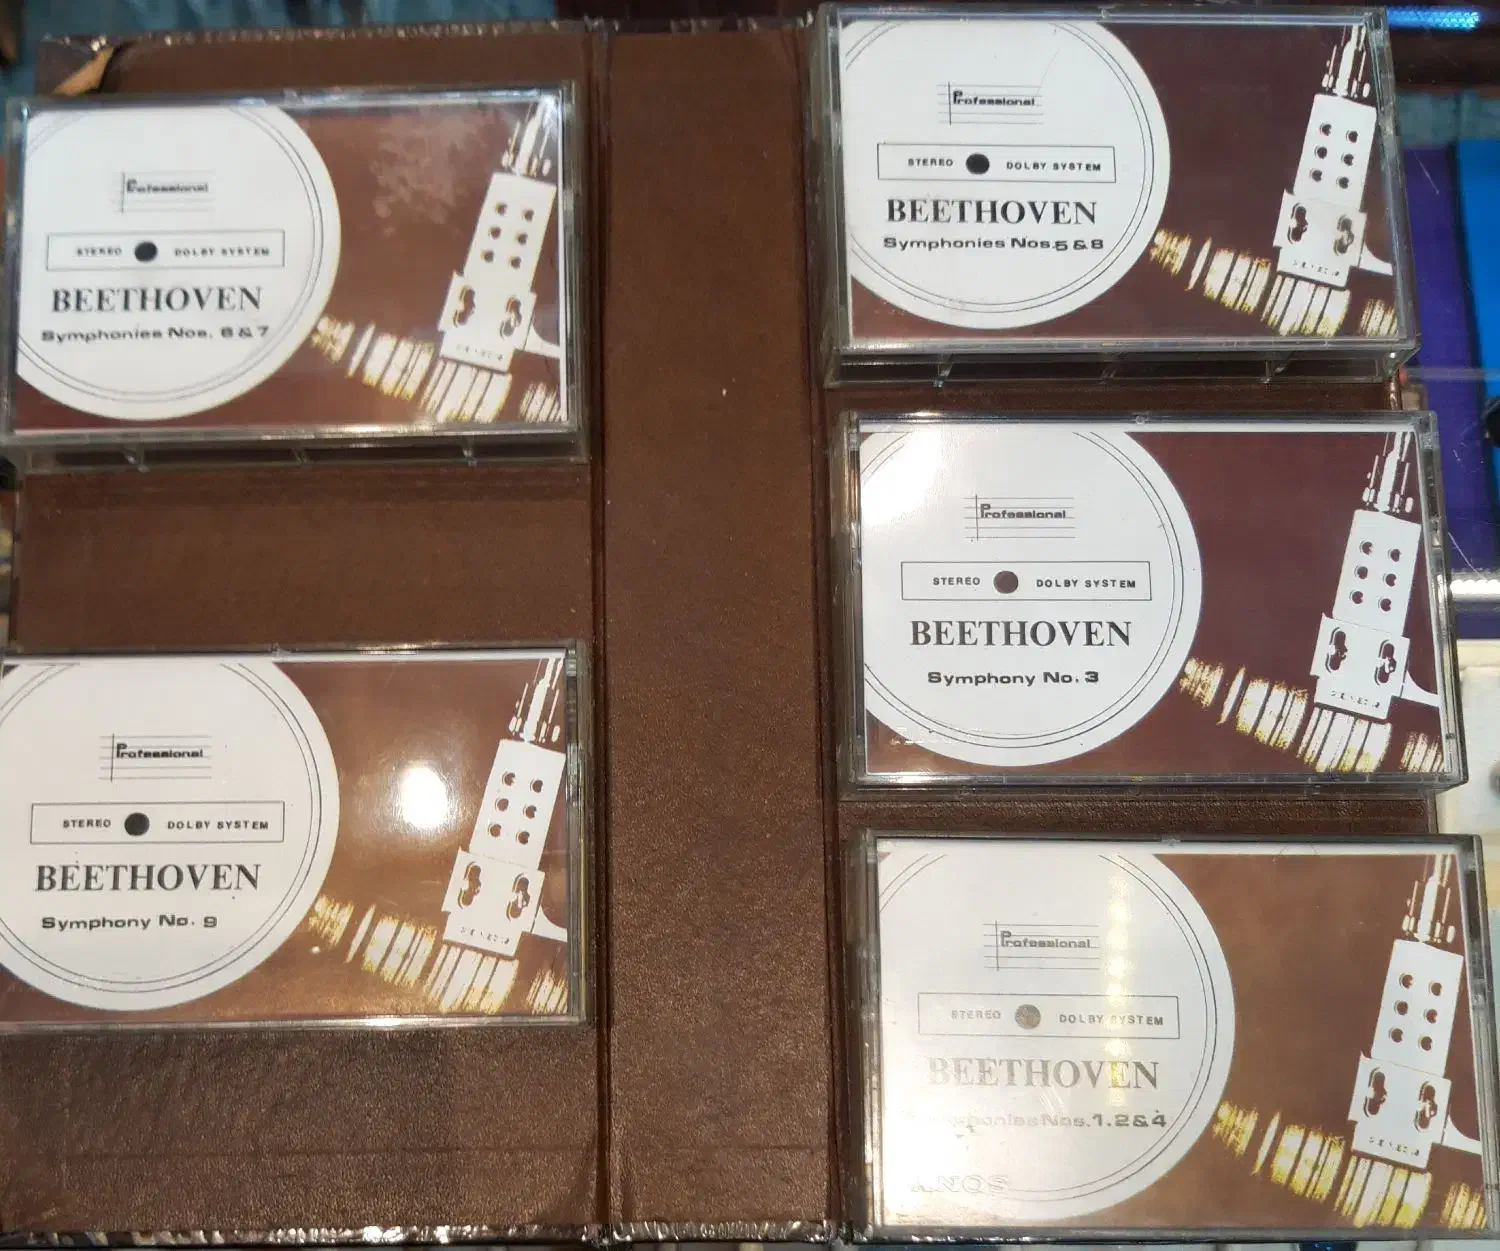 Professional
STEREO DOLBY SYSTEM
BEETHOVEN
Symphonies Nos. 6 & 7
Professional
STEREO DOLBY SYSTEM
BEETHOVEN
Symphony No. 9
Professional
STEREO DOLBY SYSTEM
BEETHOVEN
Symphonies Nos.5 & 8
Professional
STEREO DOLBY SYSTEM
BEETHOVEN
Symphony No. 3
Professional
STEREO DOLBY SYSTEM
BEETHOVEN
Symphonies Nos.1.2&4